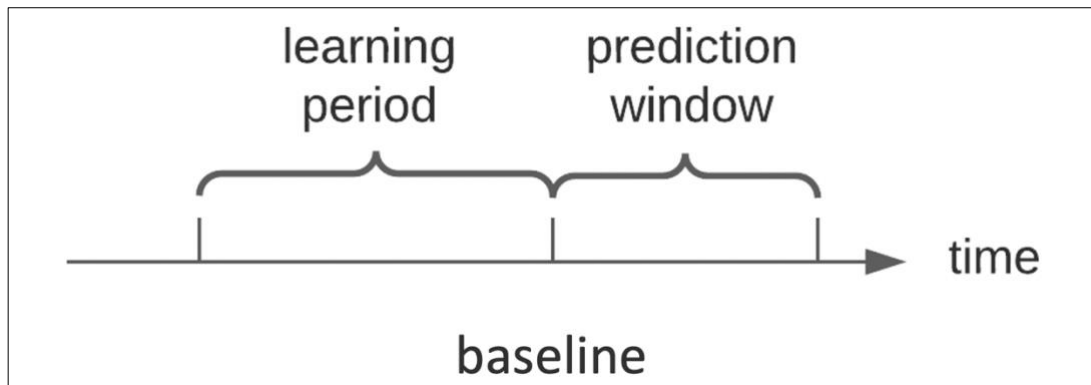 learning
period
prediction
window
time
baseline